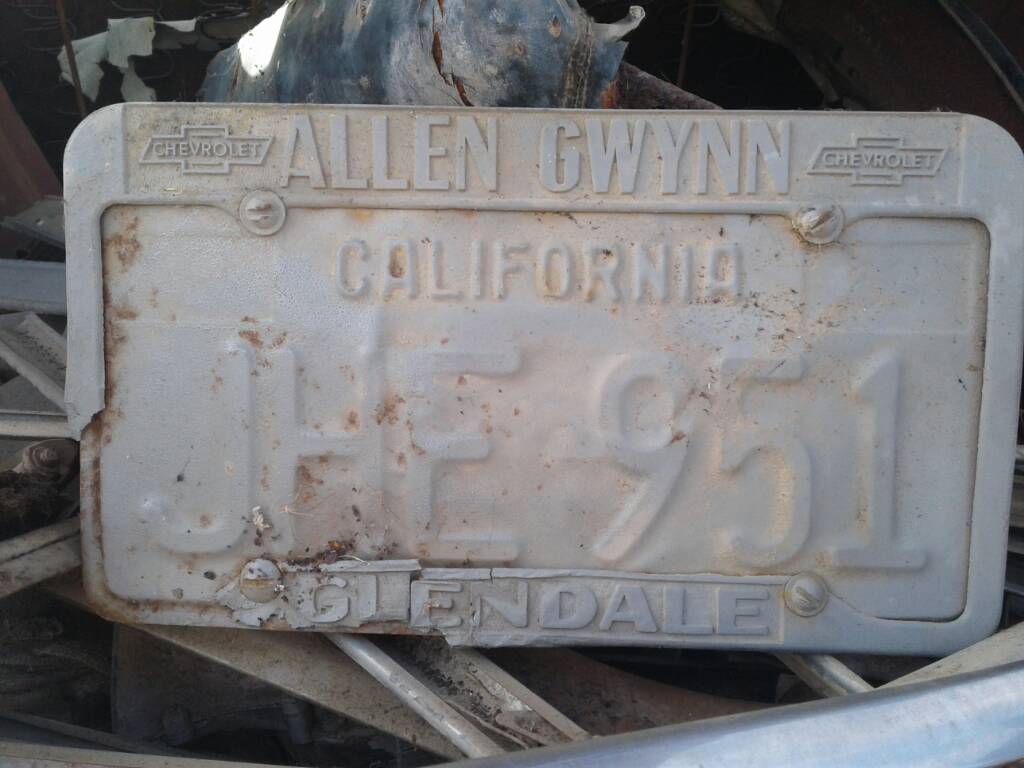 CHEVROLET ALLEN GWYNN CHEVROLET
CALIFORNIA
JHE·951
GLENDALE